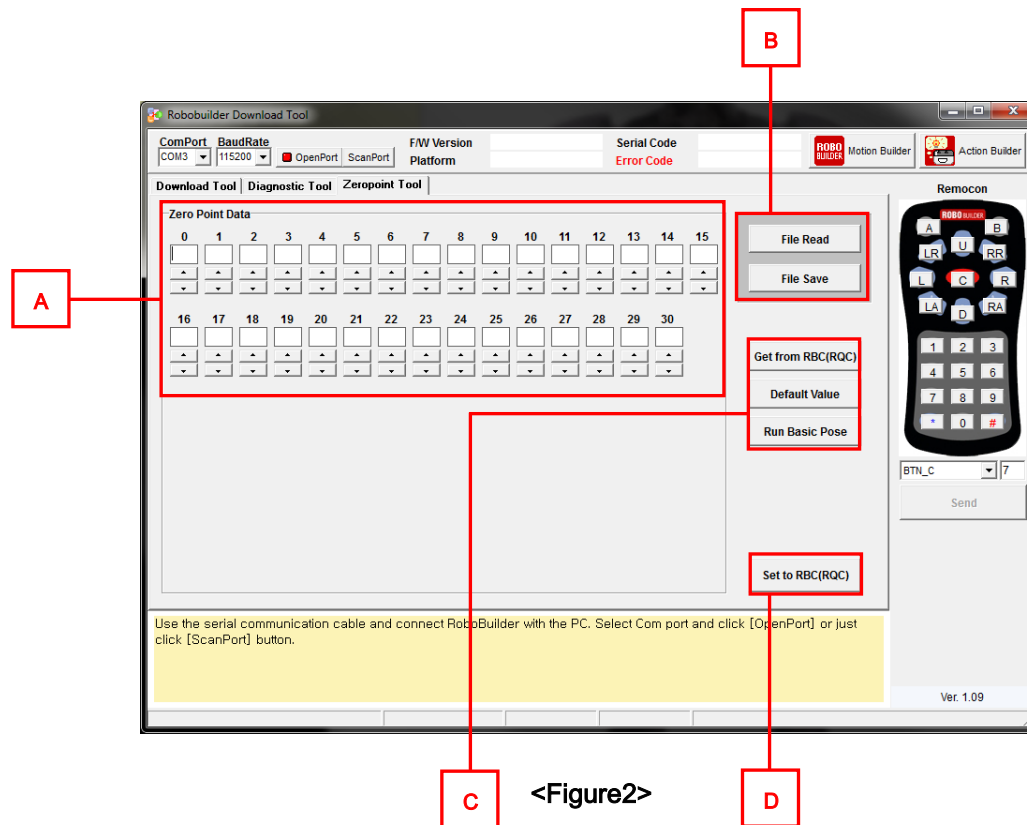 B
Robobuilder Download Tool
ComPort BaudRate F/W Version Serial Code
COM3 115200 OpenPort ScanPort Platform Error Code ROBO BUILDER Motion Builder Action Builder
Download Tool Diagnostic Tool Zeropoint Tool
Remocon
Zero Point Data
0 1 2 3 4 5 6 7 8 9 10 11 12 13 14 15
16 17 18 19 20 21 22 23 24 25 26 27 28 29 30
A
File Read
File Save
Get from RBC(RQC)
Default Value
Run Basic Pose
Set to RBC(RQC)
ROBO BUILDER
A B
LR U RR
L C R
LA D RA
1 2 3
4 5 6
7 8 9
* 0 #
BTN_C 7
Send
Use the serial communication cable and connect RoboBuilder with the PC. Select Com port and click [OpenPort] or just
click [ScanPort] button.
Ver. 1.09
C <Figure2> D